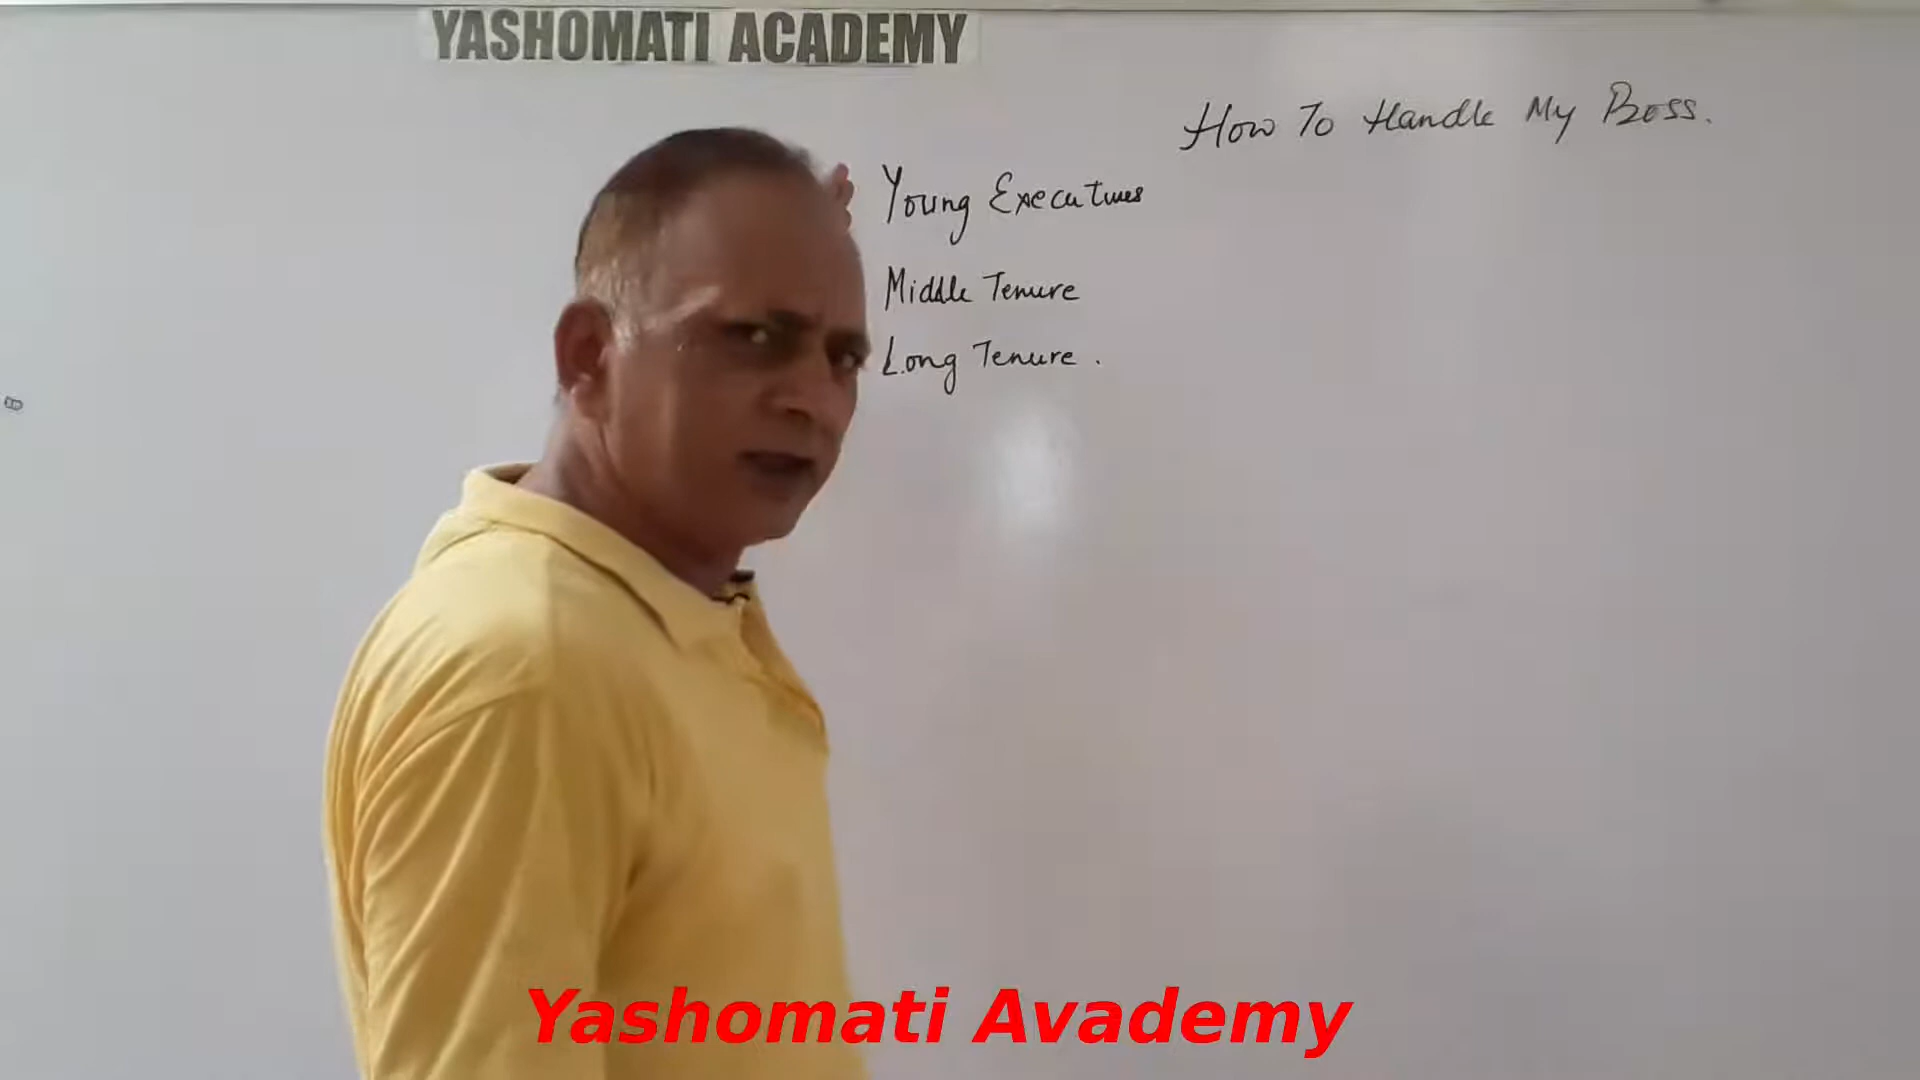 YASHOMATI ACADEMY
How To Handle My Boss.
Young Executives
Middle Tenure
Long Tenure.
Yashomati Avademy